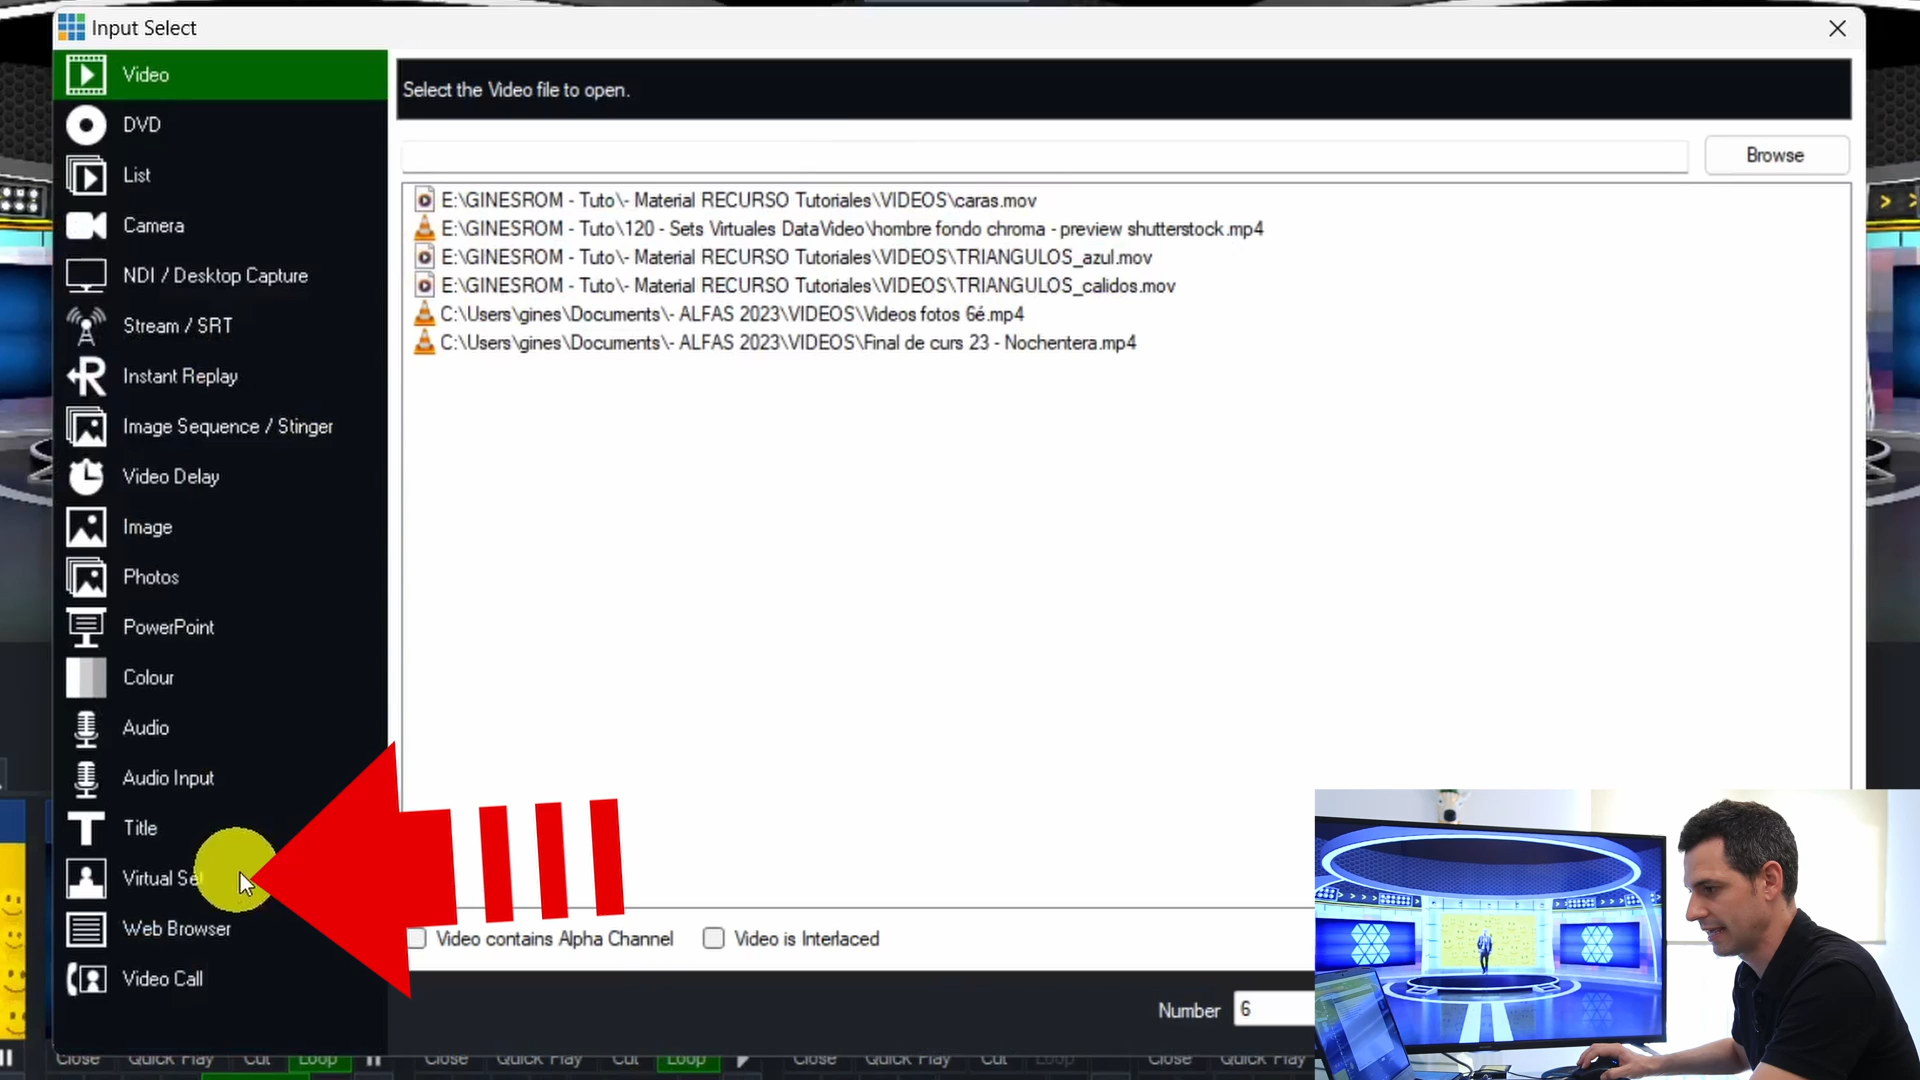 Input Select
Video
DVD
List
Camera
NDI / Desktop Capture
Stream / SRT
Instant Replay
Image Sequence / Stinger
Video Delay
Image
Photos
PowerPoint
Colour
Audio
Audio Input
Title
Virtual Se
Web Browser
Video Call
Select the Video file to open.
Browse
E:\GINESROM - Tuto\- Material RECURSO Tutoriales\VIDEOS\caras.mov
E:\GINESROM - Tuto\120 - Sets Virtuales DataVideo\hombre fondo chroma - preview shutterstock.mp4
E:\GINESROM - Tuto\- Material RECURSO Tutoriales\VIDEOS\TRIANGULOS_azul.mov
E:\GINESROM - Tuto\- Material RECURSO Tutoriales\VIDEOS\TRIANGULOS_calidos.mov
C:\Users\gines\Documents\- ALFAS 2023\VIDEOS\Videos fotos 6é.mp4
C:\Users\gines\Documents\- ALFAS 2023\VIDEOS\Final de curs 23 - Nochentera.mp4
Video contains Alpha Channel Video is Interlaced
Number 6
Close Quick Play Cut Loop Close Quick Play Cut Loop Close Quick Play Cut Loop Close Quick Play